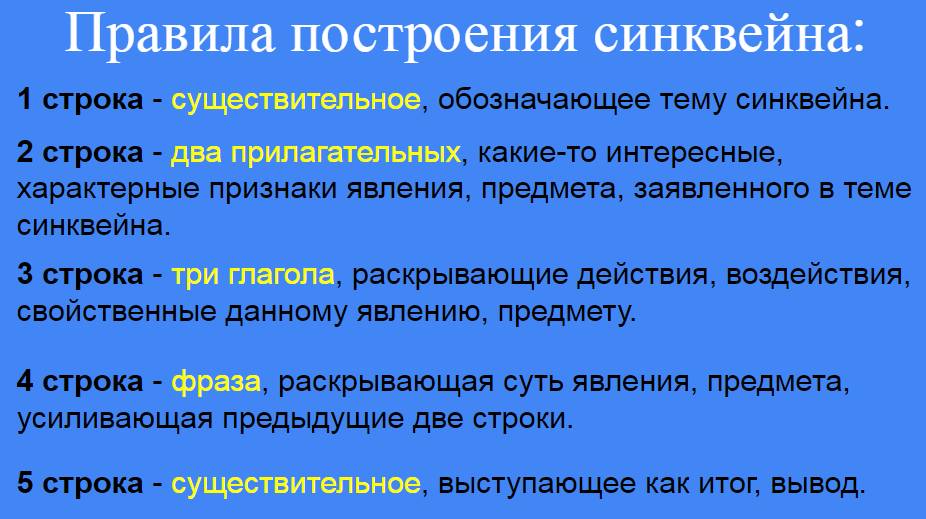 Правила построения синквейна:
1 строка - существительное, обозначающее тему синквейна.
2 строка - два прилагательных, какие-то интересные,
характерные признаки явления, предмета, заявленного в теме
синквейна.
3 строка - три глагола, раскрывающие действия, воздействия,
свойственные данному явлению, предмету.
4 строка - фраза, раскрывающая суть явления, предмета,
усиливающая предыдущие две строки.
5 строка - существительное, выступающее как итог, вывод.